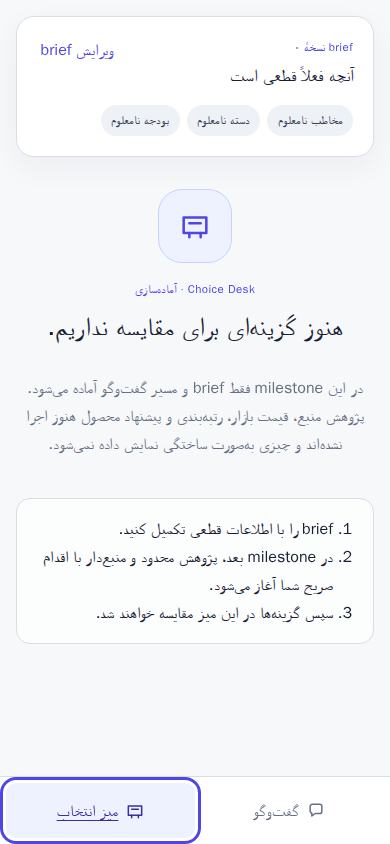 brief نسخهٔ ۰
ویرایش brief
آنچه فعلاً قطعی است
مخاطب نامعلوم
دسته نامعلوم
بودجه نامعلوم
Choice Desk · آماده‌سازی
هنوز گزینه‌ای برای مقایسه نداریم.
در این milestone فقط brief و مسیر گفت‌وگو آماده می‌شود.
پژوهش منبع، قیمت بازار، رتبه‌بندی و پیشنهاد محصول هنوز اجرا
نشده‌اند و چیزی به‌صورت ساختگی نمایش داده نمی‌شود.
1. brief را با اطلاعات قطعی تکمیل کنید.
2. در milestone بعد، پژوهش محدود و منبع‌دار با اقدام
صریح شما آغاز می‌شود.
3. سپس گزینه‌ها در این میز مقایسه خواهند شد.
گفت‌وگو
میز انتخاب